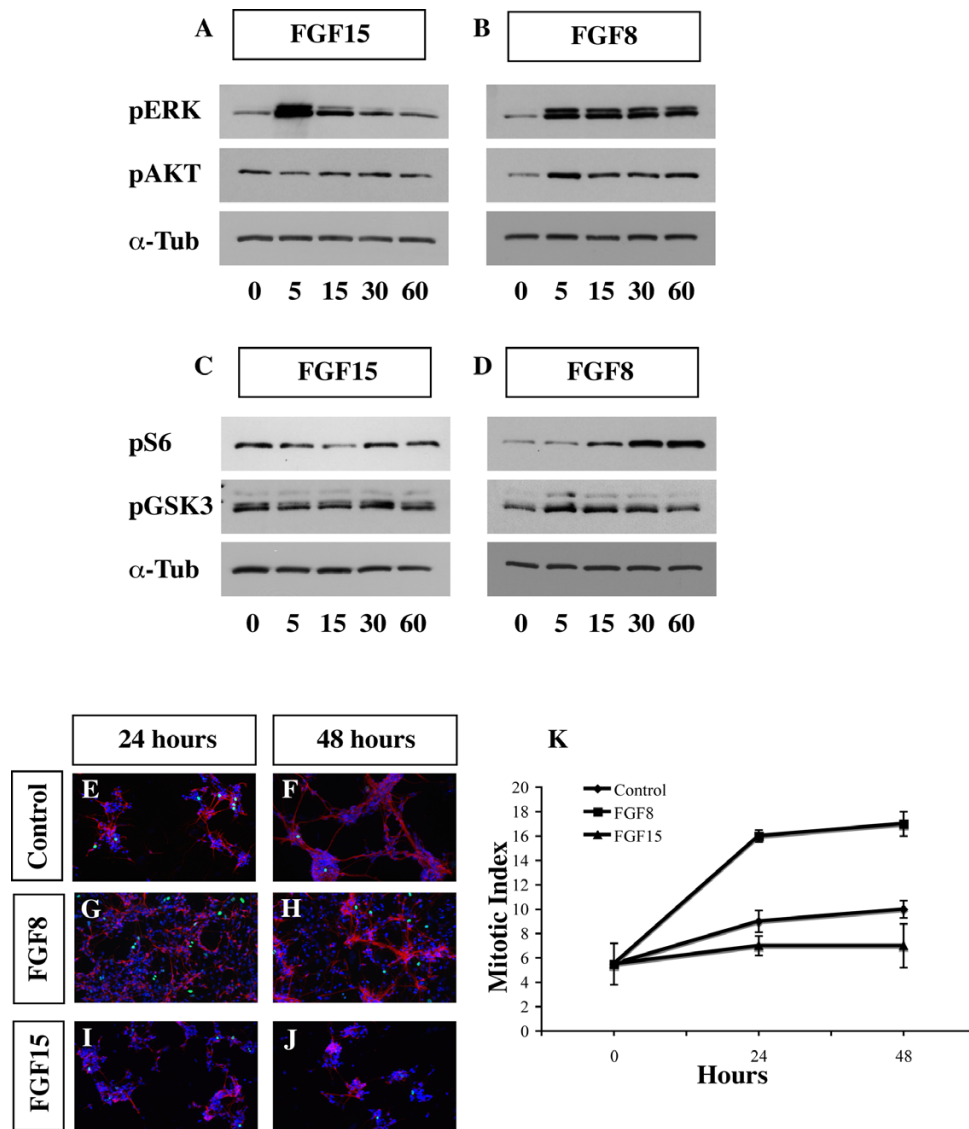 A FGF15 B FGF8
pERK
pAKT
α-Tub
0 5 15 30 60 0 5 15 30 60
C FGF15 D FGF8
pS6
pGSK3
α-Tub
0 5 15 30 60 0 5 15 30 60
24 hours 48 hours K
Control E F
FGF8 G H
FGF15 I J
Control
FGF8
FGF15
Mitotic Index
20
18
16
14
12
10
8
6
4
2
0
0 24 48
Hours